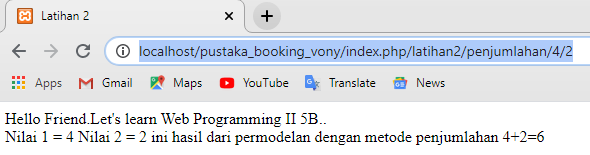 Latihan 2
localhost/pustaka_booking_vony/index.php/latihan2/penjumlahan/4/2
Apps Gmail Maps YouTube Translate News
Hello Friend.Let's learn Web Programming II 5B..
Nilai 1 = 4 Nilai 2 = 2 ini hasil dari permodelan dengan metode penjumlahan 4+2=6